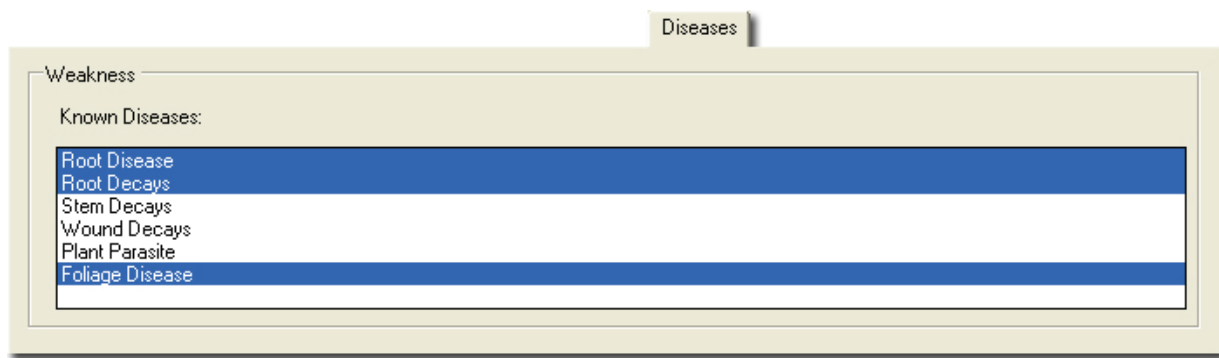 Diseases
Weakness
Known Diseases:
Root Disease
Root Decays
Stem Decays
Wound Decays
Plant Parasite
Foliage Disease